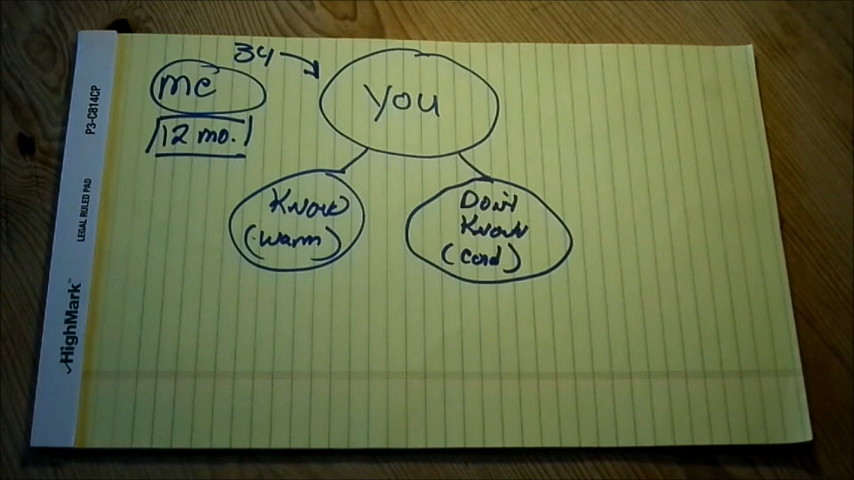 34
me
you
12 mo.
Know
(warm)
Don't
Know
(cold)
P3-C814CP
LEGAL RULED PAD
HighMark